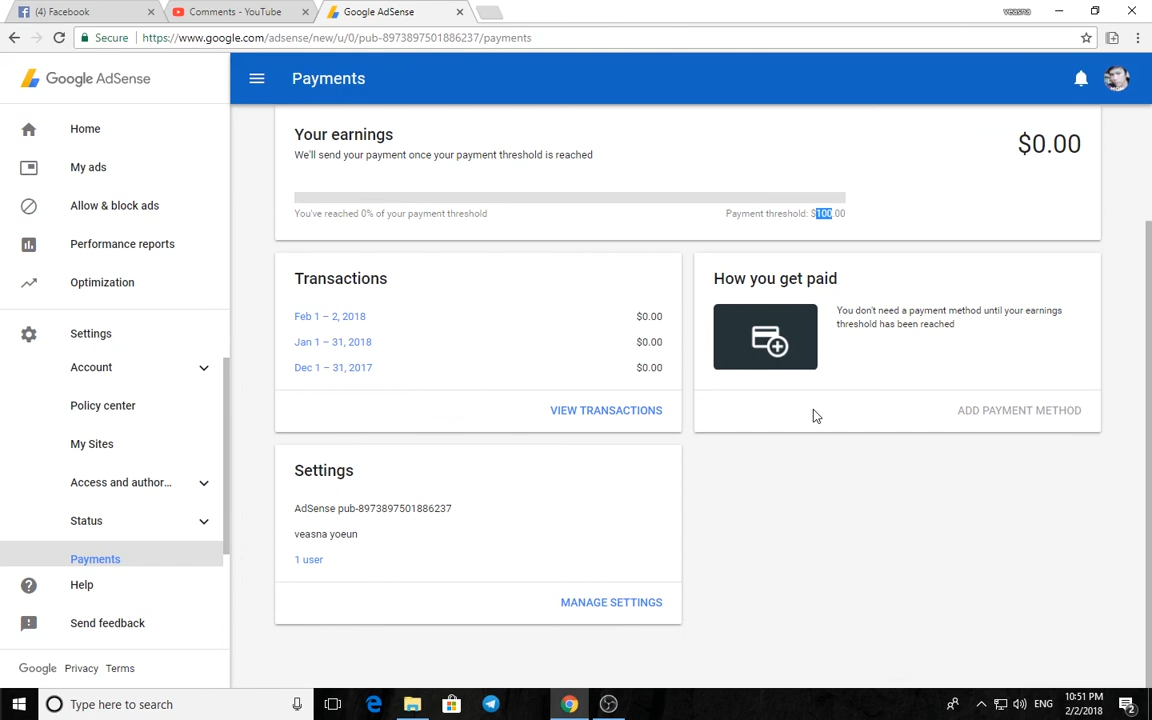 (4) Facebook
Comments - YouTube
Google AdSense
veasna
Secure
https://www.google.com/adsense/new/u/0/pub-8973897501886237/payments
Google AdSense
Payments
Home
My ads
Allow & block ads
Performance reports
Optimization
Settings
Account
Policy center
My Sites
Access and author...
Status
Payments
Help
Send feedback
Google Privacy Terms
Your earnings
$0.00
We'll send your payment once your payment threshold is reached
You've reached 0% of your payment threshold
Payment threshold: $100.00
Transactions
Feb 1 – 2, 2018 $0.00
Jan 1 – 31, 2018 $0.00
Dec 1 – 31, 2017 $0.00
VIEW TRANSACTIONS
How you get paid
You don't need a payment method until your earnings
threshold has been reached
ADD PAYMENT METHOD
Settings
AdSense pub-8973897501886237
veasna yoeun
1 user
MANAGE SETTINGS
Type here to search
ENG
10:51 PM
2/2/2018
2